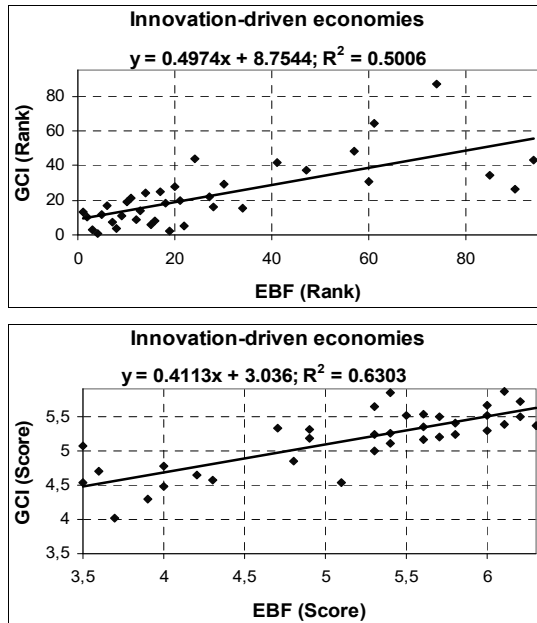 Innovation-driven economies
y = 0.4974x + 8.7544; R² = 0.5006
GCI (Rank)
80
60
40
20
0
0 20 40 60 80
EBF (Rank)
Innovation-driven economies
y = 0.4113x + 3.036; R² = 0.6303
GCI (Score)
5,5
5
4,5
4
3,5
3,5 4 4,5 5 5,5 6
EBF (Score)